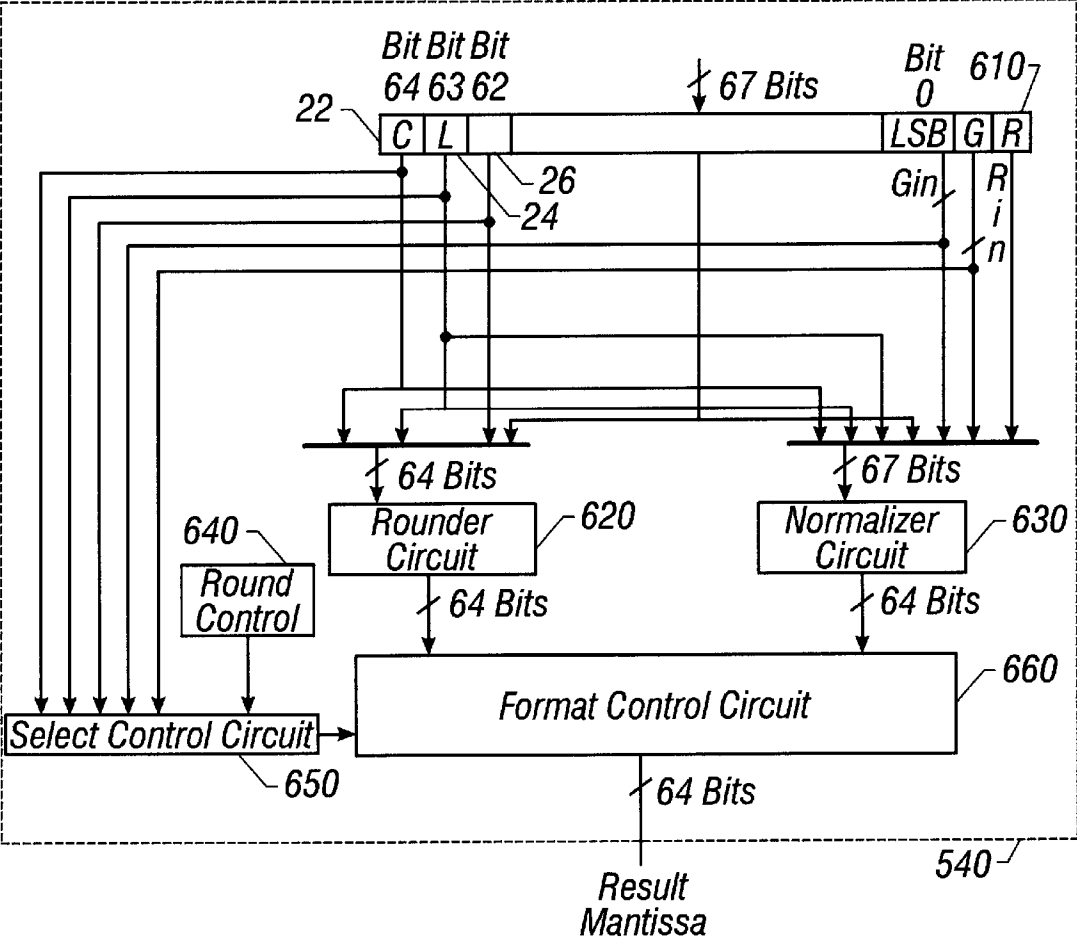 Bit Bit Bit
64 63 62
67 Bits
Bit
0
610
22
C L LSB G R
26
24
Gin
R
i
n
64 Bits
67 Bits
Rounder
Circuit
620
Normalizer
Circuit
630
640
Round
Control
64 Bits
64 Bits
Format Control Circuit
660
Select Control Circuit
650
64 Bits
540
Result
Mantissa